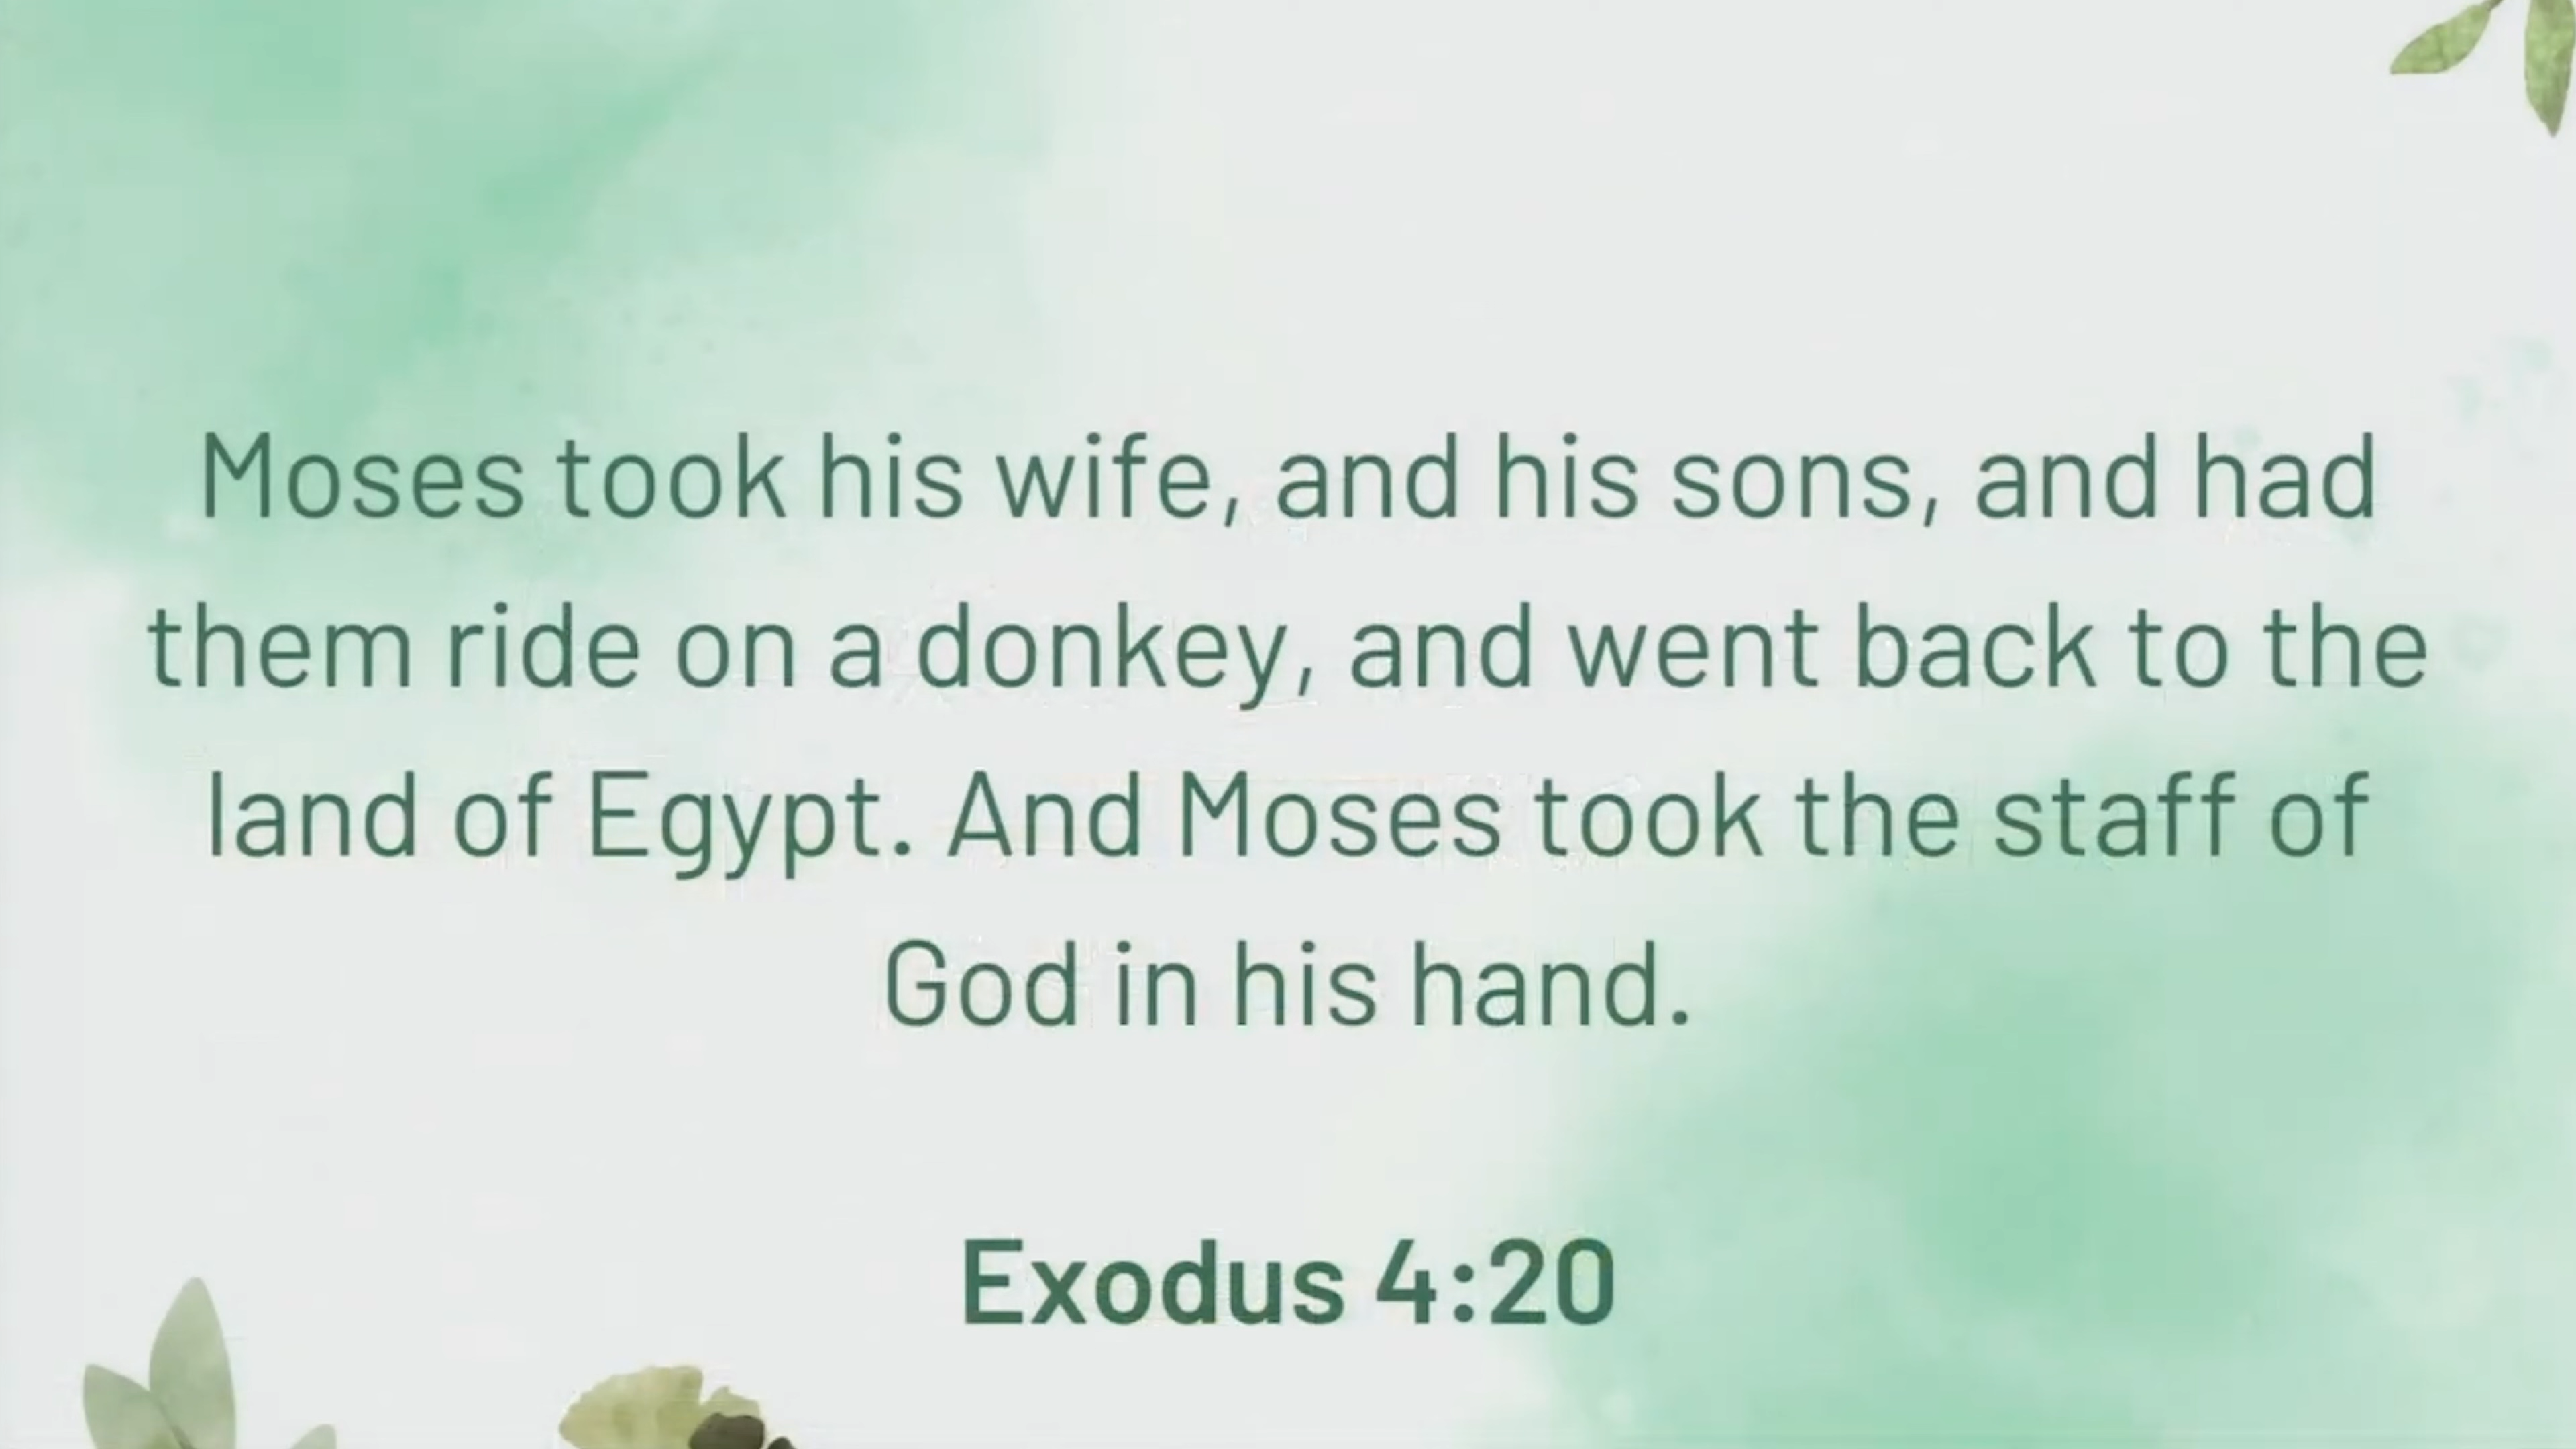 Moses took his wife, and his sons, and had
them ride on a donkey, and went back to the
land of Egypt. And Moses took the staff of
God in his hand.
Exodus 4:20